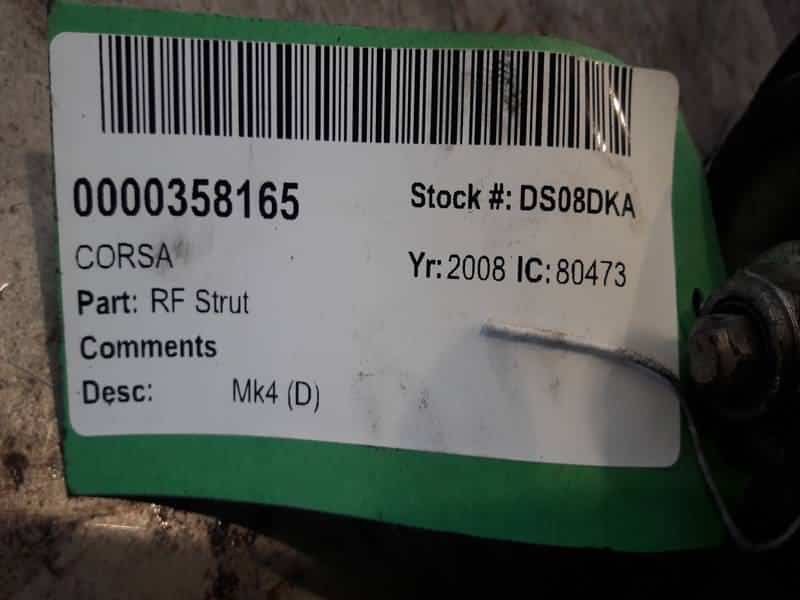 0000358165 Stock #: DS08DKA
CORSA Yr: 2008 IC: 80473
Part: RF Strut
Comments
Desc: Mk4 (D)